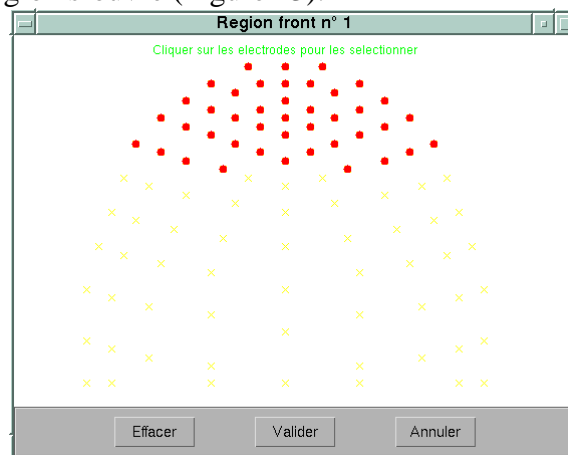 Region front n° 1
Cliquer sur les electrodes pour les selectionner
Effacer Valider Annuler